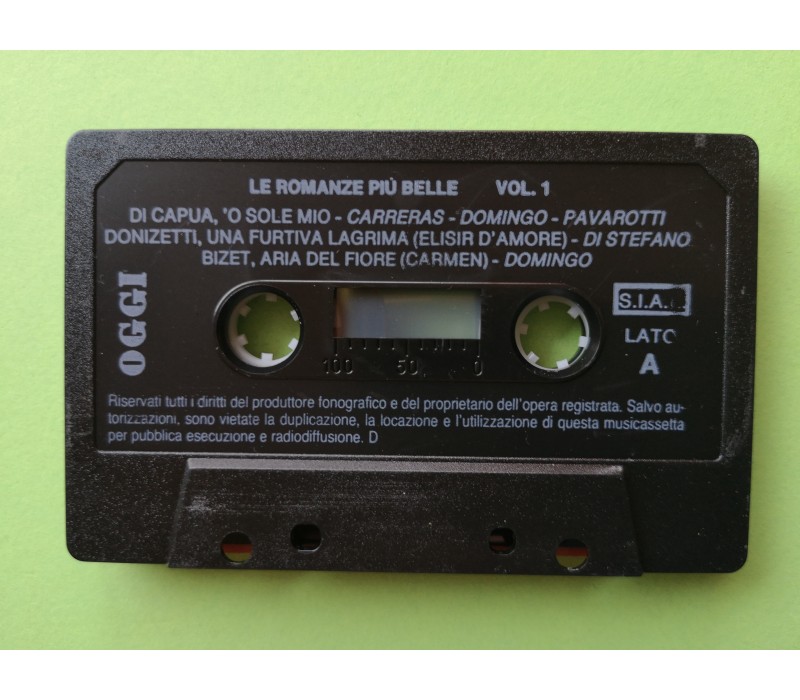 LE ROMANZE PIÙ BELLE VOL. 1
DI CAPUA, 'O SOLE MIO - CARRERAS - DOMINGO - PAVAROTTI
DONIZETTI, UNA FURTIVA LAGRIMA (ELISIR D'AMORE) - DI STEFANO
BIZET, ARIA DEL FIORE (CARMEN) - DOMINGO
OGGI
S.I.A.
LATO
A
100 50 0
Riservati tutti i diritti del produttore fonografico e del proprietario dell'opera registrata. Salvo au-
torizzazioni, sono vietate la duplicazione, la locazione e l'utilizzazione di questa musicassetta
per pubblica esecuzione e radiodiffusione. D